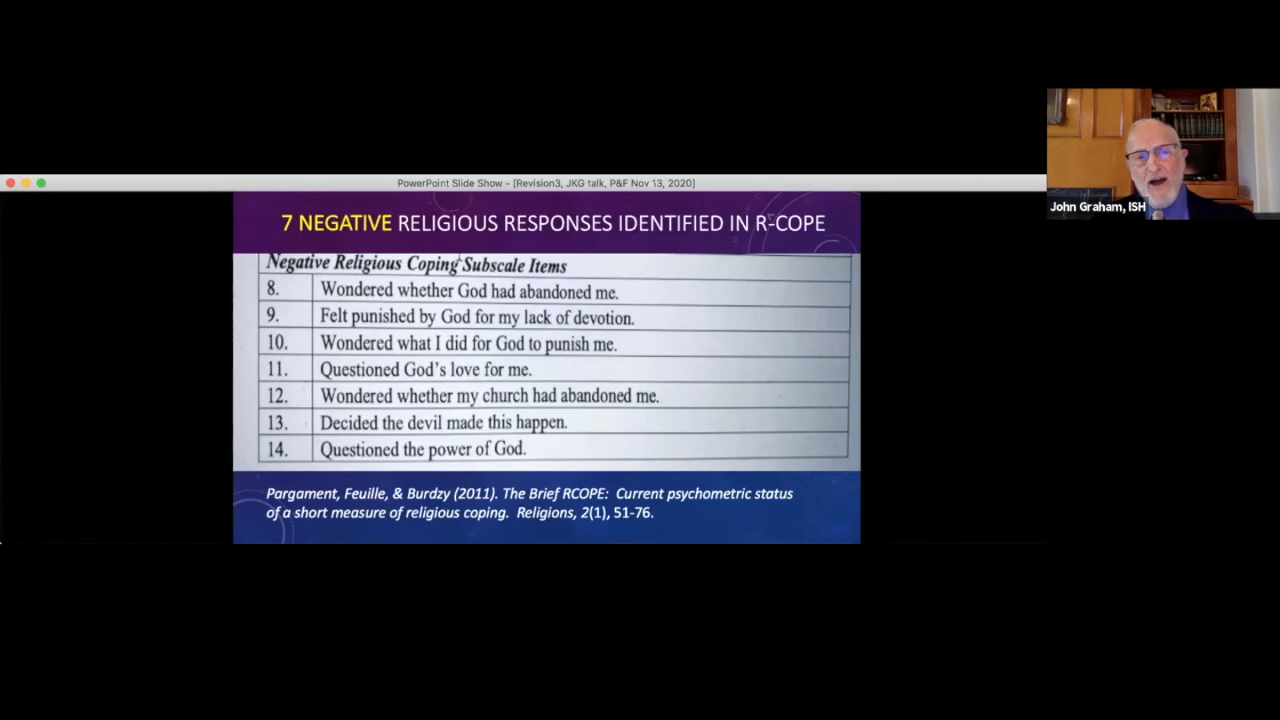 PowerPoint Slide Show - [Revision3, JKG talk, P&F Nov 13, 2020]
John Graham, ISH
7 NEGATIVE RELIGIOUS RESPONSES IDENTIFIED IN R-COPE
Negative Religious Coping Subscale Items
8. Wondered whether God had abandoned me.
9. Felt punished by God for my lack of devotion.
10. Wondered what I did for God to punish me.
11. Questioned God's love for me.
12. Wondered whether my church had abandoned me.
13. Decided the devil made this happen.
14. Questioned the power of God.
Pargament, Feuille, & Burdzy (2011). The Brief RCOPE: Current psychometric status
of a short measure of religious coping. Religions, 2(1), 51-76.